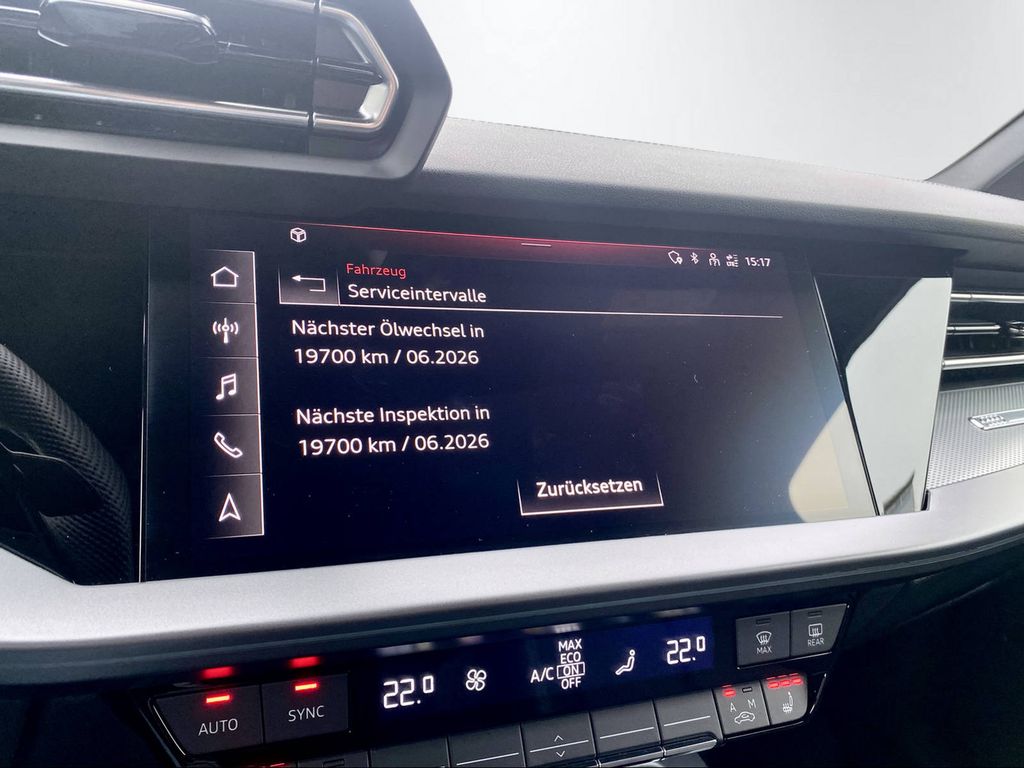 15:17
Fahrzeug
Serviceintervalle
Nächster Ölwechsel in
19700 km / 06.2026
Nächste Inspektion in
19700 km / 06.2026
Zurücksetzen
AUTO
SYNC
22.0
A/C
MAX
ECO
ON
OFF
22.0
MAX
REAR
A M